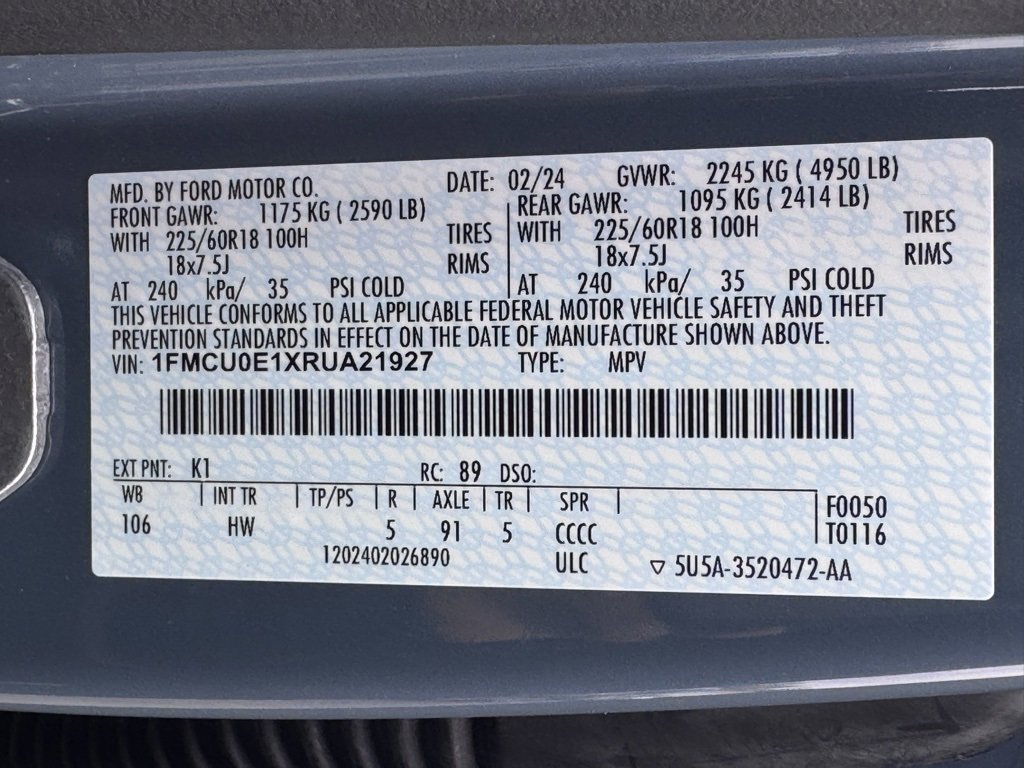 MFD. BY FORD MOTOR CO. DATE: 02/24 GVWR: 2245 KG ( 4950 LB)
FRONT GAWR: 1175 KG ( 2590 LB) REAR GAWR: 1095 KG ( 2414 LB)
WITH 225/60R18 100H TIRES WITH 225/60R18 100H TIRES
18x7.5J RIMS 18x7.5J RIMS
AT 240 kPa/ 35 PSI COLD AT 240 kPa/ 35 PSI COLD
THIS VEHICLE CONFORMS TO ALL APPLICABLE FEDERAL MOTOR VEHICLE SAFETY AND THEFT
PREVENTION STANDARDS IN EFFECT ON THE DATE OF MANUFACTURE SHOWN ABOVE.
VIN: 1FMCU0E1XRUA21927 TYPE: MPV
EXT PNT: K1 RC: 89 DSO:
WB INT TR TP/PS R AXLE TR SPR F0050
106 HW 5 91 5 CCCC T0116
1202402026890 ULC ▽ 5U5A-3520472-AA